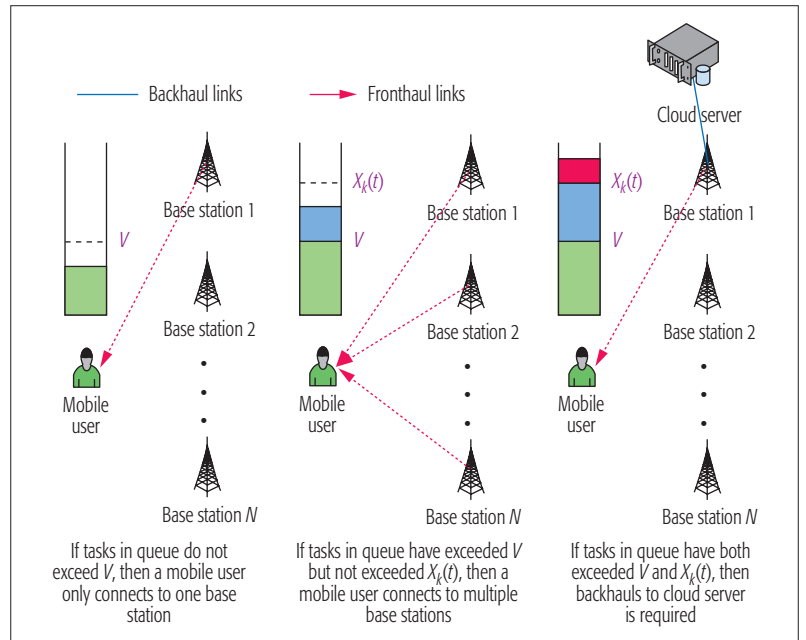 Backhaul links
Fronthaul links
Cloud server
V
Base station 1
Base station 2
Mobile
user
Base station N
If tasks in queue do not
exceed V, then a mobile user
only connects to one base
station
X_k(t)
V
Base station 1
Base station 2
Mobile
user
Base station N
If tasks in queue have exceeded V
but not exceeded X_k(t), then a
mobile user connects to multiple
base stations
X_k(t)
V
Base station 1
Base station 2
Mobile
user
Base station N
If tasks in queue have both
exceeded V and X_k(t), then
backhauls to cloud server
is required